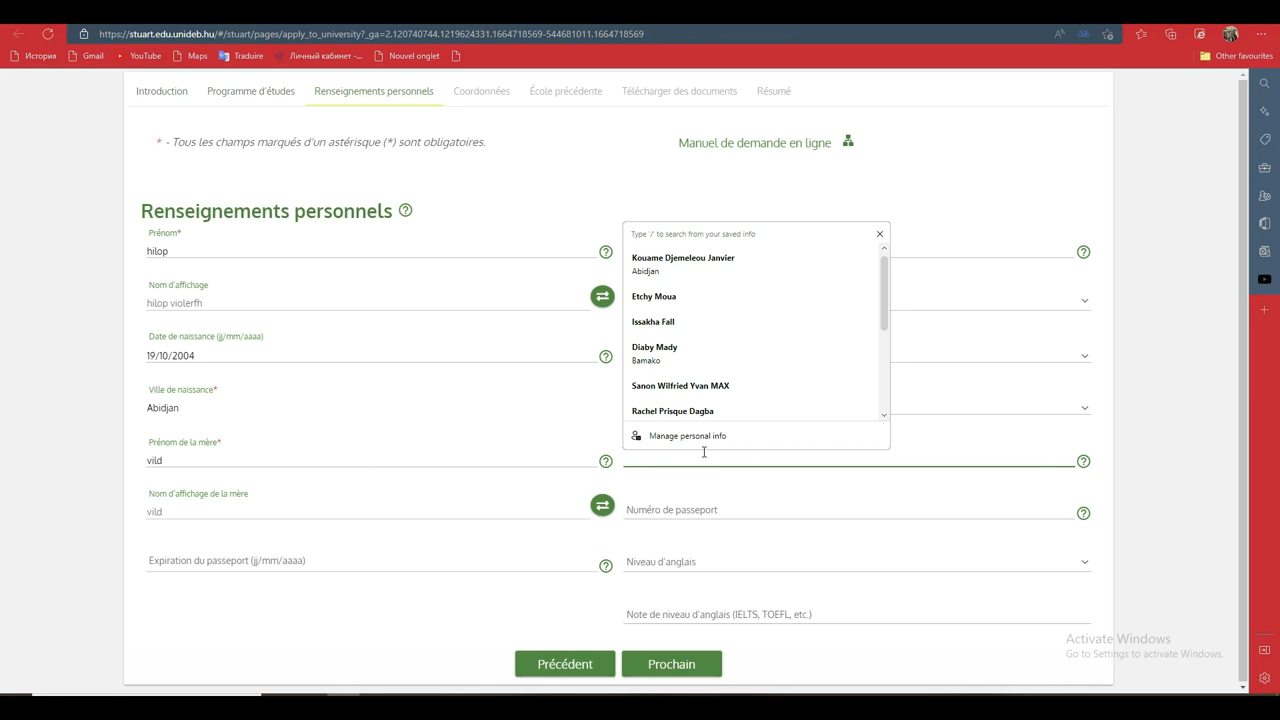 https://stuart.edu.unideb.hu/#/stuart/pages/apply_to_university?_ga=2.120740744.1219624331.1664718569-544681011.1664718569
История Gmail YouTube Maps Traduire Личный кабинет -... Nouvel onglet Other favourites
Introduction Programme d'études Renseignements personnels Coordonnées École précédente Télécharger des documents Résumé
* - Tous les champs marqués d'un astérisque (*) sont obligatoires. Manuel de demande en ligne
Renseignements personnels
Prénom*
hilop
Nom d'affichage
hilop violerfh
Date de naissance (jj/mm/aaaa)
19/10/2004
Ville de naissance*
Abidjan
Prénom de la mère*
vild
Nom d'affichage de la mère
vild
Expiration du passeport (jj/mm/aaaa)
Type '/' to search from your saved info
Kouame Djemeleou Janvier
Abidjan
Etchy Moua
Issakha Fall
Diaby Mady
Bamako
Sanon Wilfried Yvan MAX
Rachel Prisque Dagba
Manage personal info
Numéro de passeport
Niveau d'anglais
Note de niveau d'anglais (IELTS, TOEFL, etc.)
Précédent Prochain
Activate Windows
Go to Settings to activate Windows.